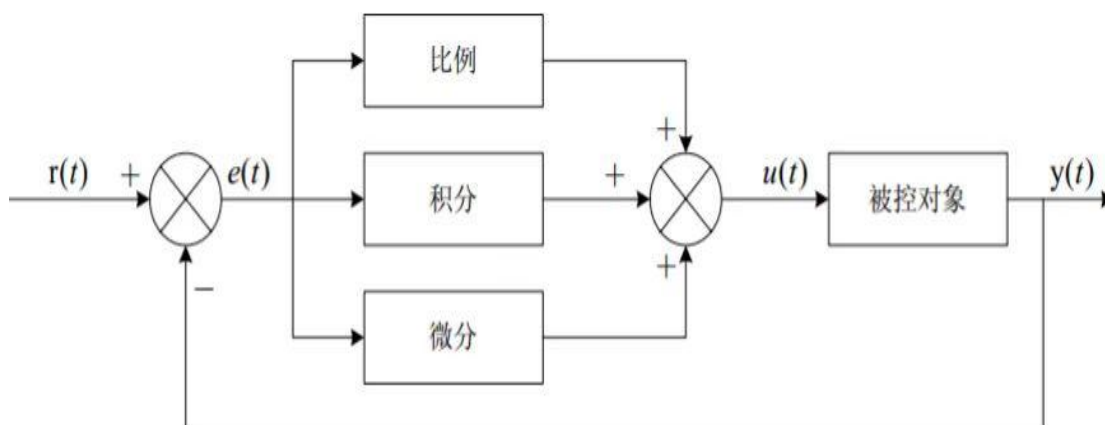 比例
+
r(t)
+
e(t)
积分
+
u(t)
被控对象
y(t)
−
+
微分